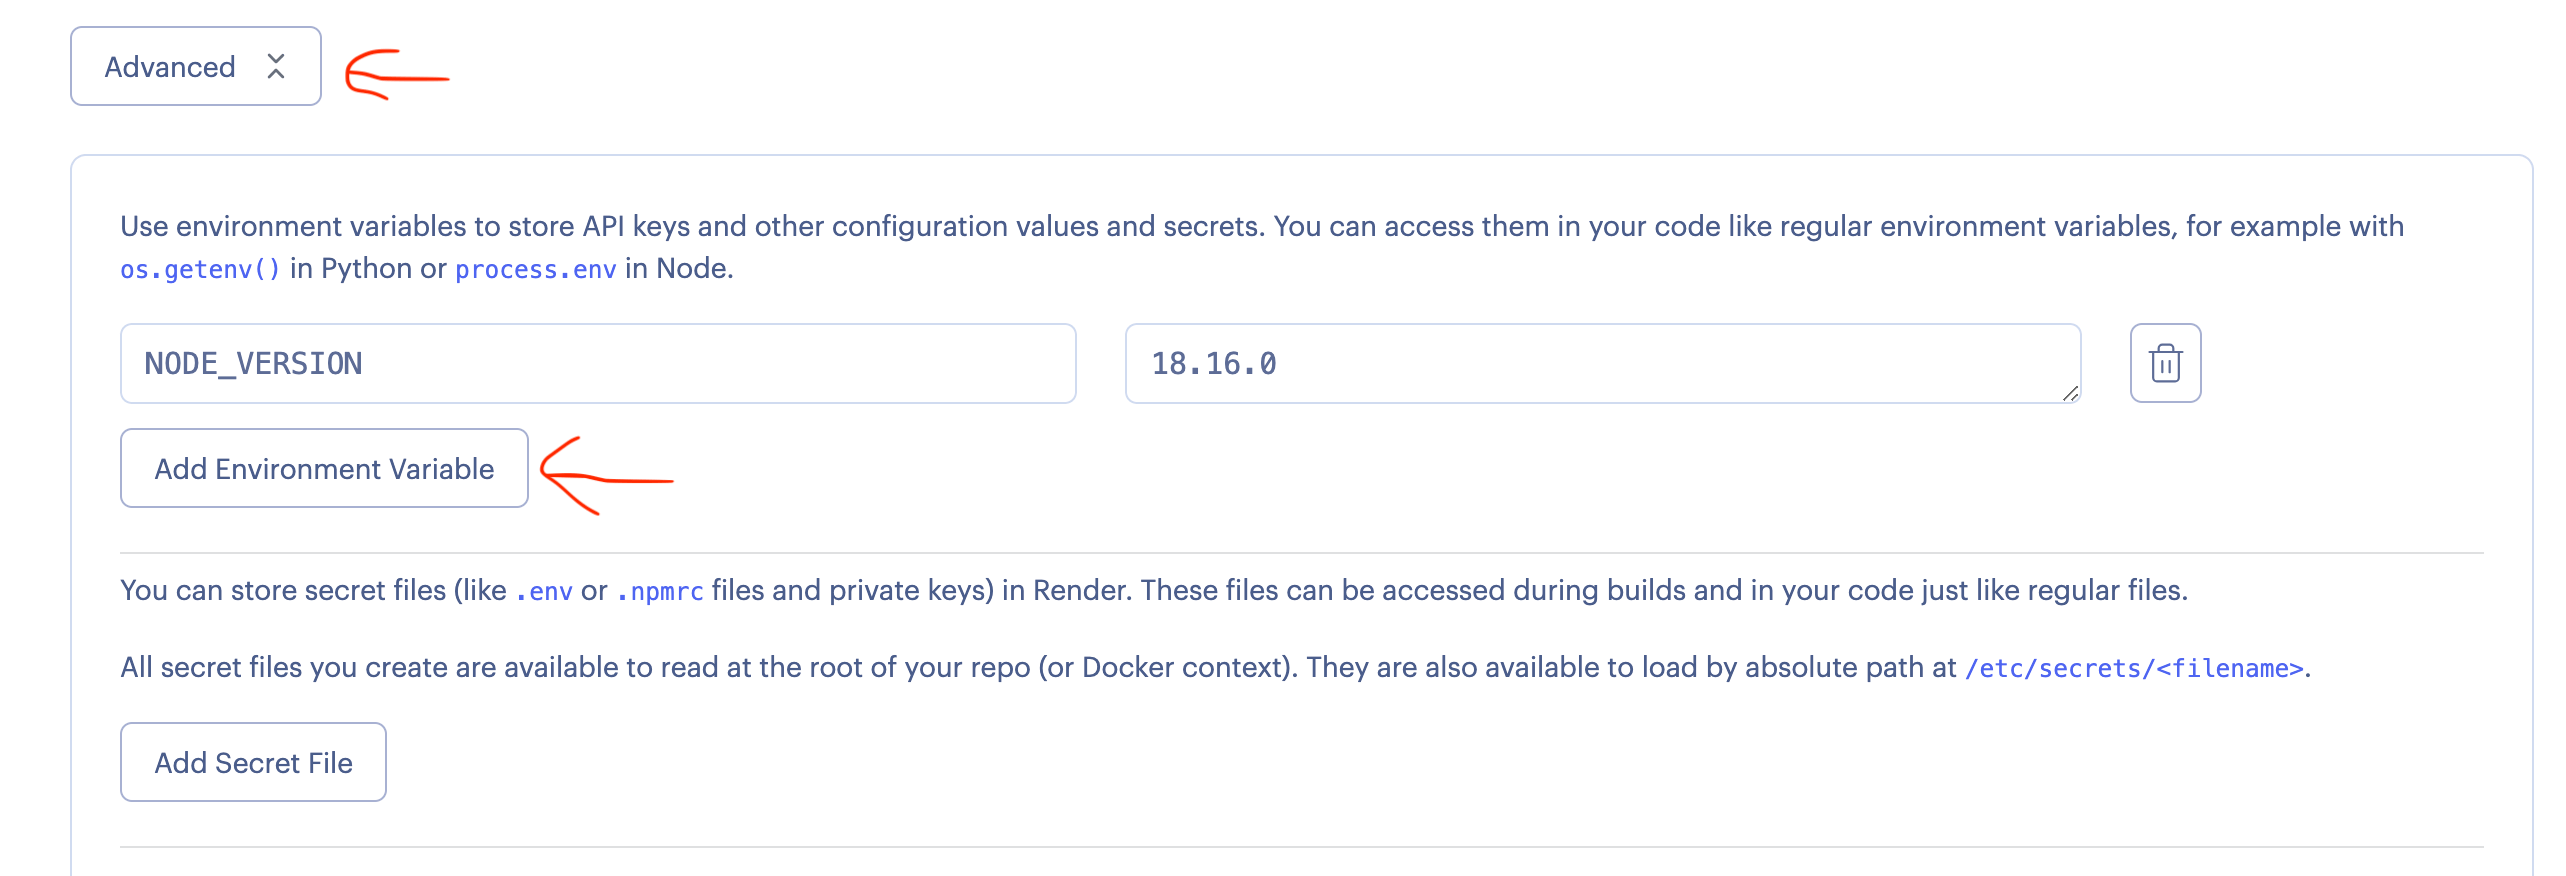 Advanced
Use environment variables to store API keys and other configuration values and secrets. You can access them in your code like regular environment variables, for example with
os.getenv() in Python or process.env in Node.
NODE_VERSION 18.16.0
Add Environment Variable
You can store secret files (like .env or .npmrc files and private keys) in Render. These files can be accessed during builds and in your code just like regular files.
All secret files you create are available to read at the root of your repo (or Docker context). They are also available to load by absolute path at /etc/secrets/<filename>.
Add Secret File